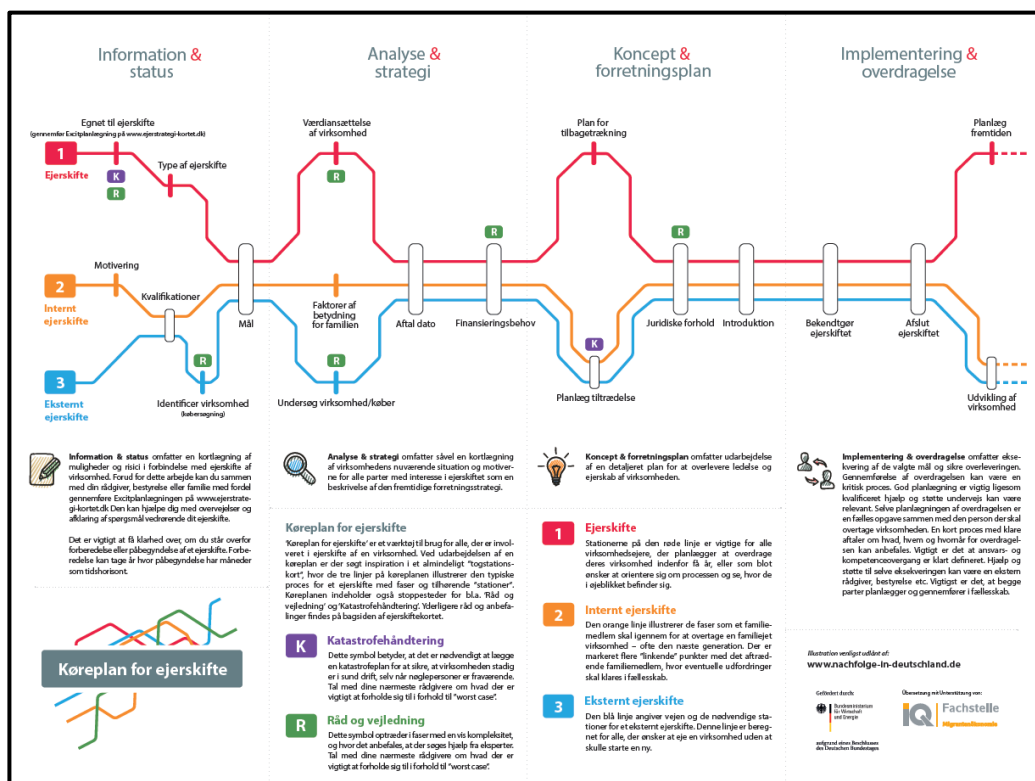 Information &
status
Analyse &
strategi
Koncept &
forretningsplan
Implementering &
overdragelse
Egnet til ejerskifte
(gennemfør Excitplanlægning på www.ejerstrategi-kortet.dk)
1
Ejerskifte
K
R
Type af ejerskifte
Værdiansættelse
af virksomhed
R
R
Plan for
tilbagetrækning
R
Planlæg
fremtiden
Motivering
2
Internt
ejerskifte
Kvalifikationer
Mål
Faktorer af
betydning
for familien
Aftal dato
Finansieringsbehov
Juridiske forhold
Introduktion
Bekendtgør
ejerskiftet
Afslut
ejerskiftet
3
Eksternt
ejerskifte
R
Identificer virksomhed
(købersøgning)
R
Undersøg virksomhed/køber
K
Planlæg tiltrædelse
Udvikling af
virksomhed
Information & status omfatter en kortlægning af
muligheder og risici i forbindelse med ejerskifte af
virksomhed. Forud for dette arbejde kan du sammen
med din rådgiver, bestyrelse eller familie med fordel
gennemføre Excitplanlægningen på www.ejerstrate-
gi-kortet.dk Den kan hjælpe dig med overvejelser og
afklaring af spørgsmål vedrørende dit ejerskifte.
Det er vigtigt at få klarhed over, om du står overfor
forberedelse eller påbegyndelse af et ejerskifte. Forbe-
redelse kan tage år hvor påbegyndelse har måneder
som tidshorisont.
Køreplan for ejerskifte
Analyse & strategi omfatter såvel en kortlægning
af virksomhedens nuværende situation og motiverne
for alle parter med interesse i ejerskiftet som en
beskrivelse af den fremtidige forretningsstrategi.
Køreplan for ejerskifte
'Køreplan for ejerskifte' er et værktøj til brug for alle, der er invol-
veret i ejerskifte af en virksomhed. Ved udarbejdelsen af en
køreplan er der søgt inspiration i et almindeligt "togstations-
kort", hvor de tre linjer på køreplanen illustrerer den typiske
proces for et ejerskifte med faser og tilhørende "stationer".
Køreplanen indeholder også stoppesteder for bl.a. 'Råd og
vejledning' og 'Katastrofehåndtering'. Yderligere råd og anbefa-
linger findes på bagsiden af ejerskiftekortet.
K
Katastrofehåndtering
Dette symbol betyder, at det er nødvendigt at lægge
en katastrofeplan for at sikre, at virksomheden stadig
er i sund drift, selv når nøglepersoner er fraværende.
Tal med dine nærmeste rådgivere om hvad der er
vigtigt at forholde sig til i forhold til "worst case".
R
Råd og vejledning
Dette symbol optræder i faser med en vis kompleksitet,
og hvor det anbefales, at der søges hjælp fra eksperter.
Tal med dine nærmeste rådgivere om hvad der er
vigtigt at forholde sig til i forhold til "worst case".
Koncept & forretningsplan omfatter udarbejdelse
af en detaljeret plan for at overlevere ledelse og
ejerskab af virksomheden.
1
Ejerskifte
Stationerne på den røde linje er vigtige for alle
virksomhedsejere, der planlægger at overdrage
deres virksomhed indenfor få år, eller som blot
ønsker at orientere sig om processen og se, hvor de
i øjeblikket befinder sig.
2
Internt ejerskifte
Den orange linje illustrerer de faser som et familie-
medlem skal igennem for at overtage en familiejet
virksomhed – ofte den næste generation. Der er
markeret flere "linkende" punkter med det aftræd-
ende familiemedlem, hvor eventuelle udfordringer
skal klares i fællesskab.
3
Eksternt ejerskifte
Den blå linje angiver vejen og de nødvendige sta-
tioner for et eksternt ejerskifte. Denne linje er bereg-
net for alle, der ønsker at eje en virksomhed uden at
skulle starte en ny.
Implementering & overdragelse omfatter ekse-
kvering af de valgte mål og sikre overleveringen.
Gennemførelse af overdragelsen kan være en
kritisk proces. God planlægning er vigtig ligesom
kvalificeret hjælp og støtte undervejs kan være
relevant. Selve planlægningen af overdragelsen er
en fælles opgave sammen med den person der skal
overtage virksomheden. En kort proces med klare
aftaler om hvad, hvem og hvornår for overdragel-
sen kan anbefales. Vigtigt er det at ansvars- og
kompetenceovergang er klart defineret. Hjælp og
støtte til selve eksekveringen kan være en ekstern
rådgiver, bestyrelse etc. Vigtigst er det, at begge
parter planlægger og gennemfører i fællesskab.
Illustration venligst udlånt af:
www.nachfolge-in-deutschland.de
Gefördert durch:
Bundesministerium
für Wirtschaft
und Energie
aufgrund eines Beschlusses
des Deutschen Bundestages
Übersetzung mit Unterstützung von:
IQ
Fachstelle
Migrantenökonomie